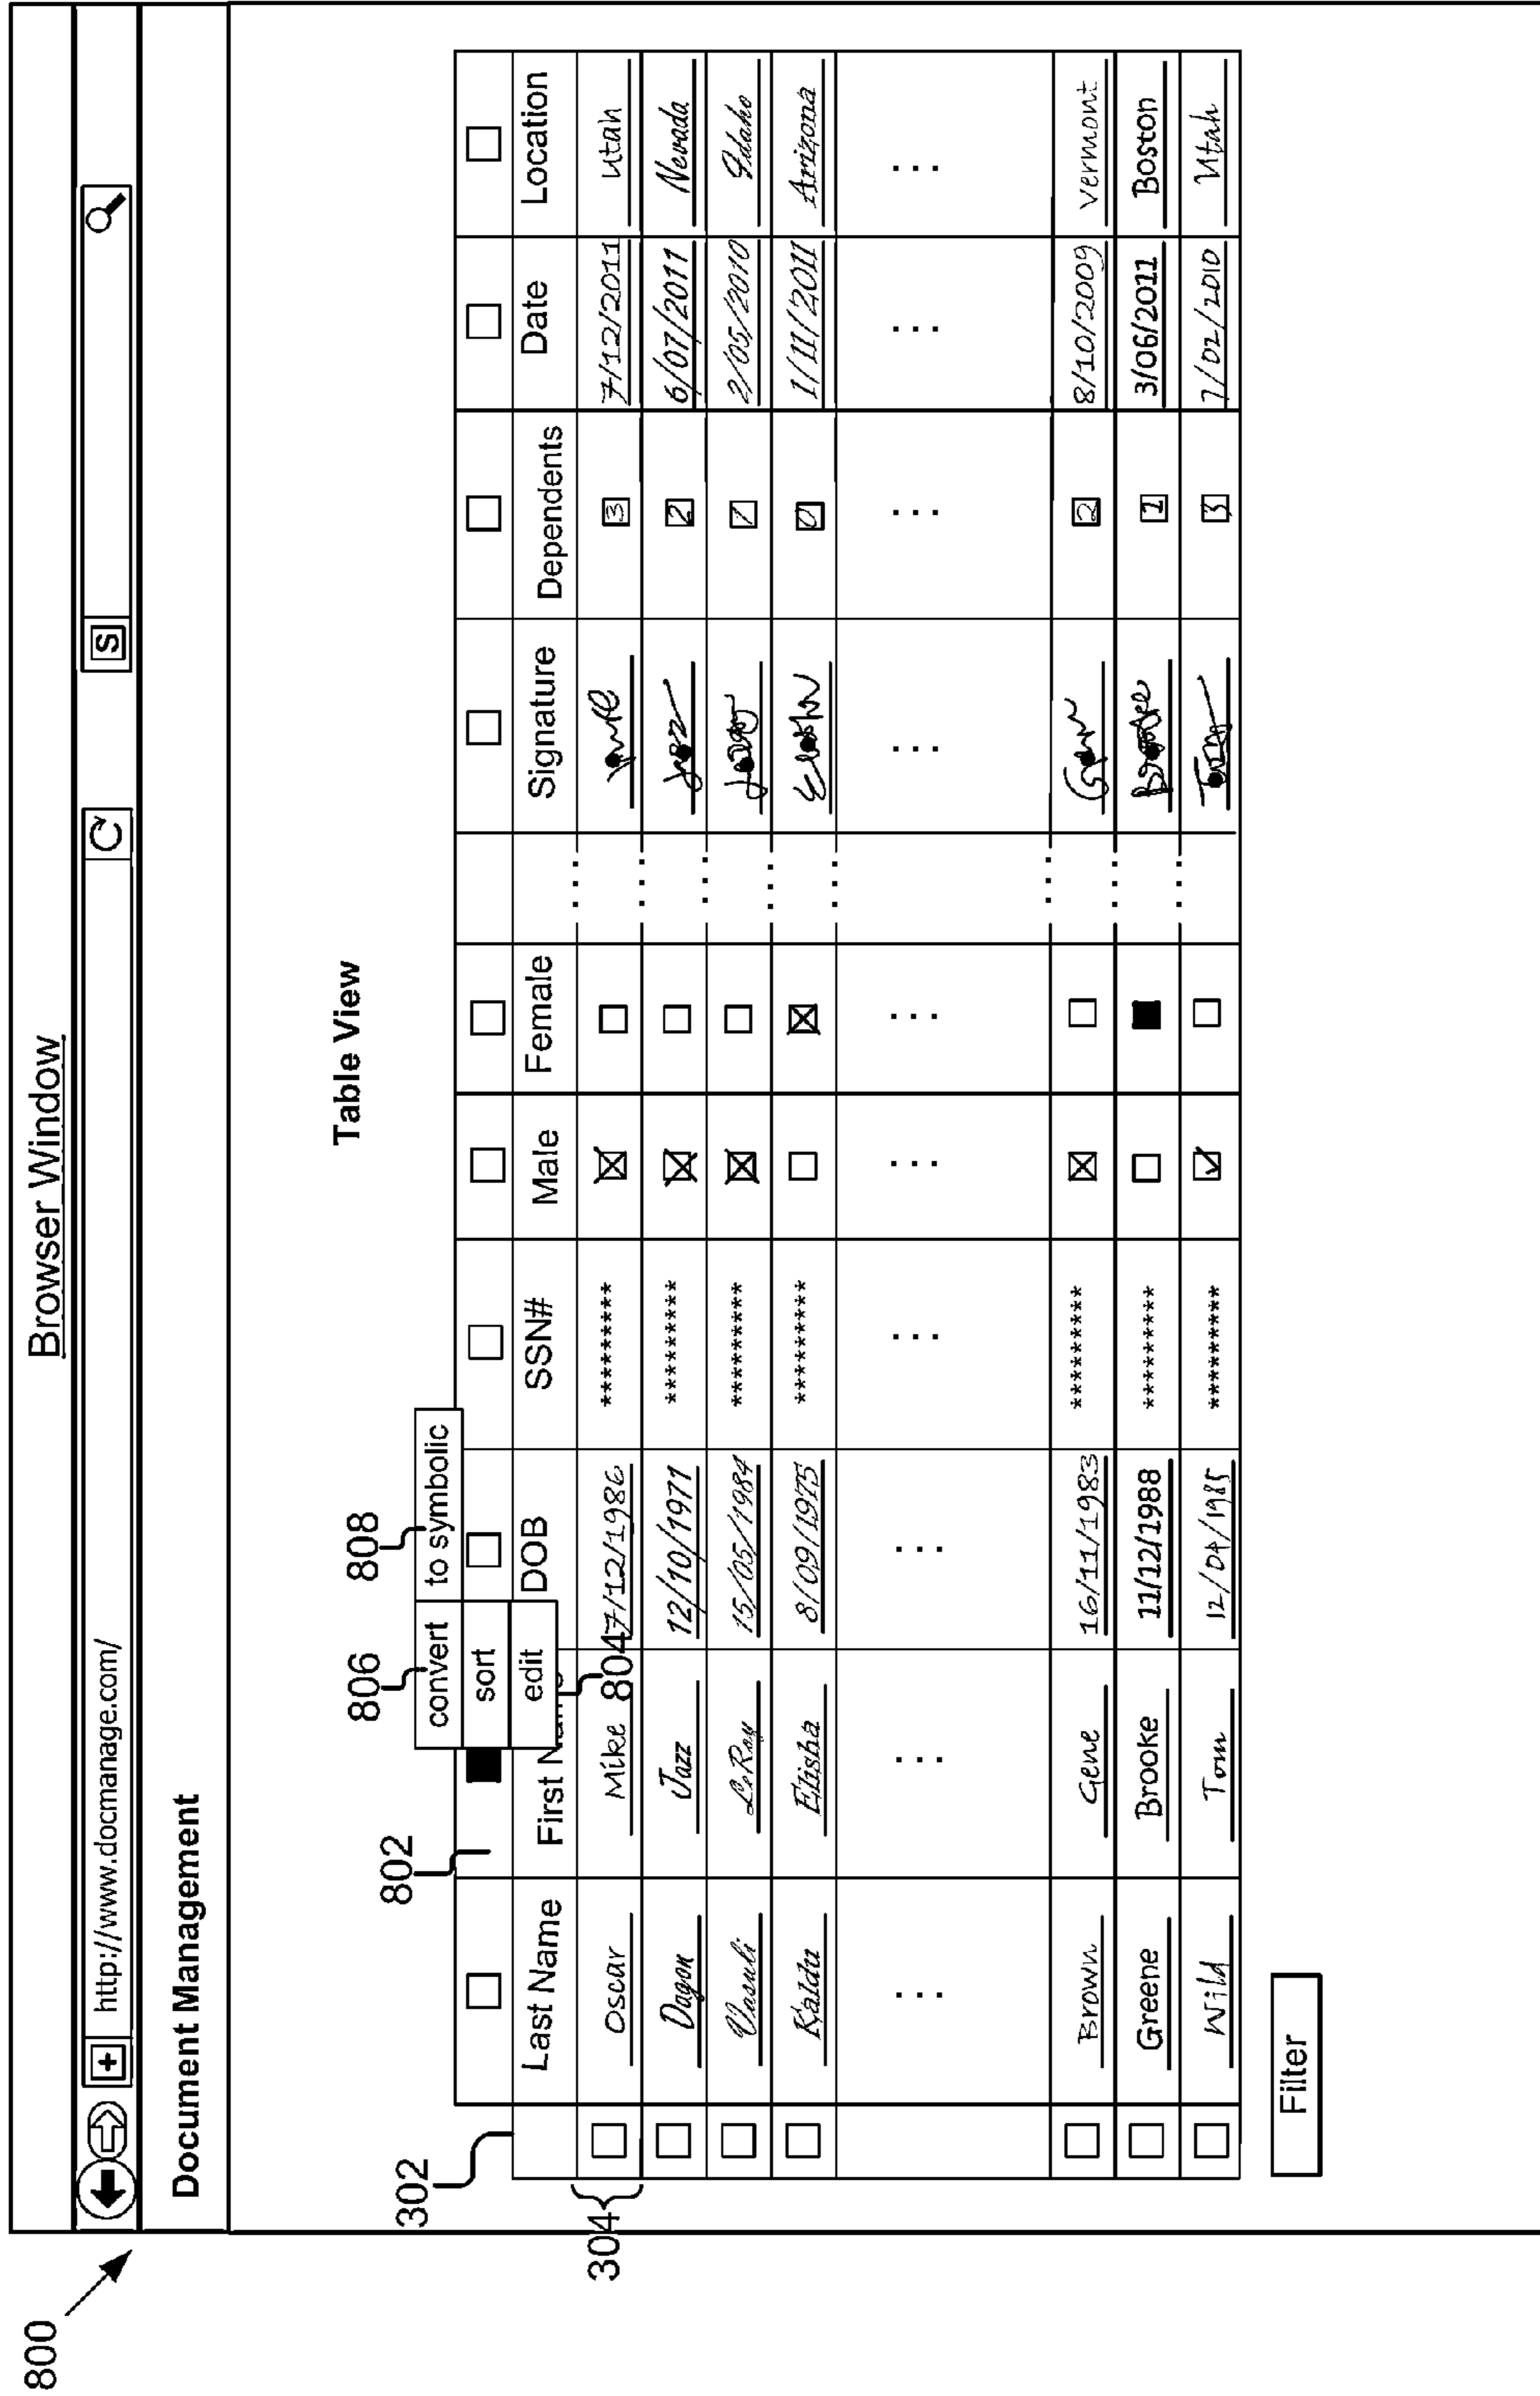 800
Browser Window
http://www.docmanage.com/ S
Document Management
Table View
802 806 808
convert to symbolic
sort
edit
804
302
304
Last Name First Na DOB SSN# Male Female ... Signature Dependents Date Location
Oscar Mike 7/12/1986 ********* ... 3 7/12/2011 Utah
Dagon Jazz 12/10/1971 ********* ... 2 6/07/2011 Nevada
Vasuli LeRoy 15/05/1984 ********* ... 1 2/05/2010 Idaho
Kaldu Elisha 8/09/1975 ********* ... 0 1/11/2011 Arizona
... ... ... ... ... ... ... ... ... ...
Brown Gene 16/11/1983 ********* ... 2 8/10/2009 Vermont
Greene Brooke 11/12/1988 ********* ... 1 3/06/2011 Boston
Wild Tom 12/04/1985 ********* ... 3 7/02/2010 Utah
Filter